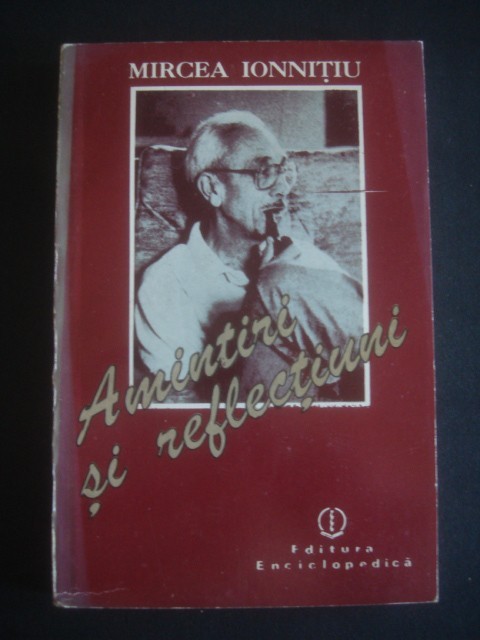 MIRCEA IONNIȚIU
Amintiri
și reflecțiuni
Editura
Enciclopedică